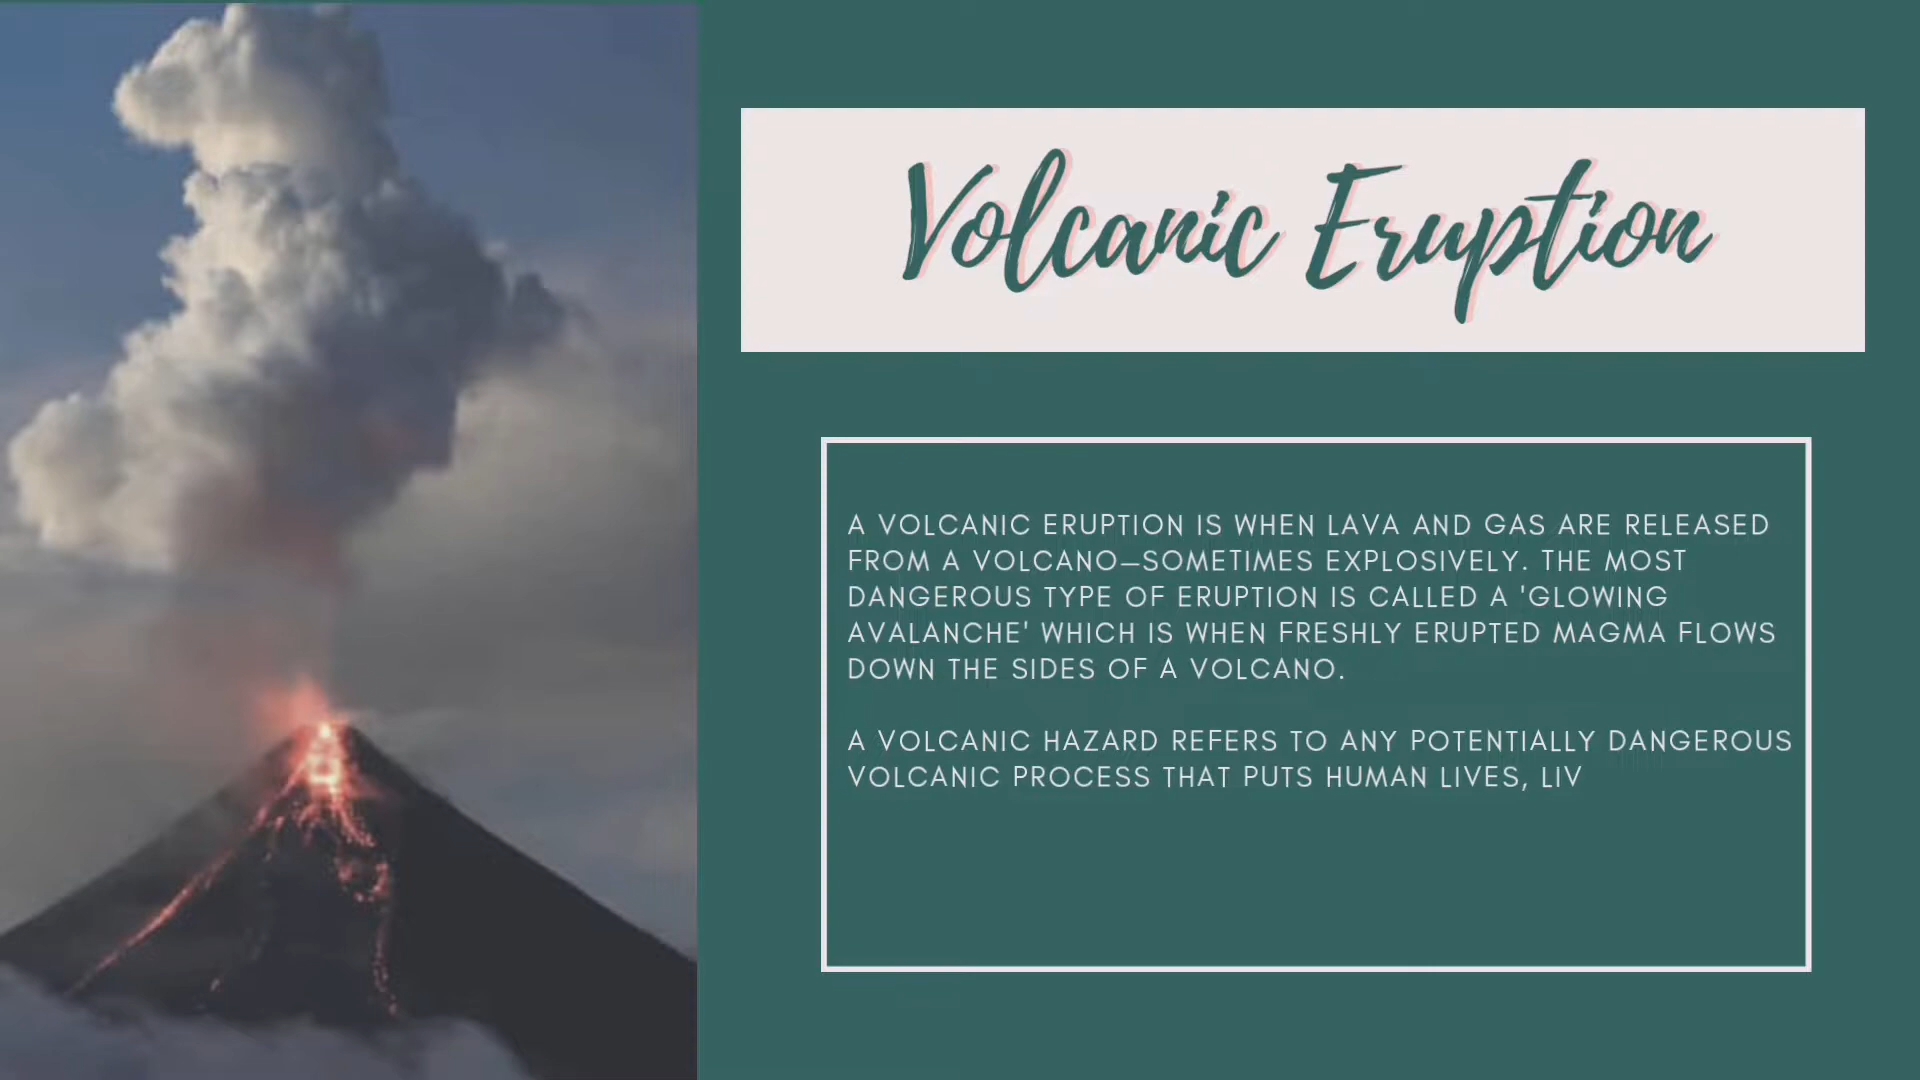 Volcanic Eruption
A VOLCANIC ERUPTION IS WHEN LAVA AND GAS ARE RELEASED
FROM A VOLCANO—SOMETIMES EXPLOSIVELY. THE MOST
DANGEROUS TYPE OF ERUPTION IS CALLED A 'GLOWING
AVALANCHE' WHICH IS WHEN FRESHLY ERUPTED MAGMA FLOWS
DOWN THE SIDES OF A VOLCANO.
A VOLCANIC HAZARD REFERS TO ANY POTENTIALLY DANGEROUS
VOLCANIC PROCESS THAT PUTS HUMAN LIVES, LIV